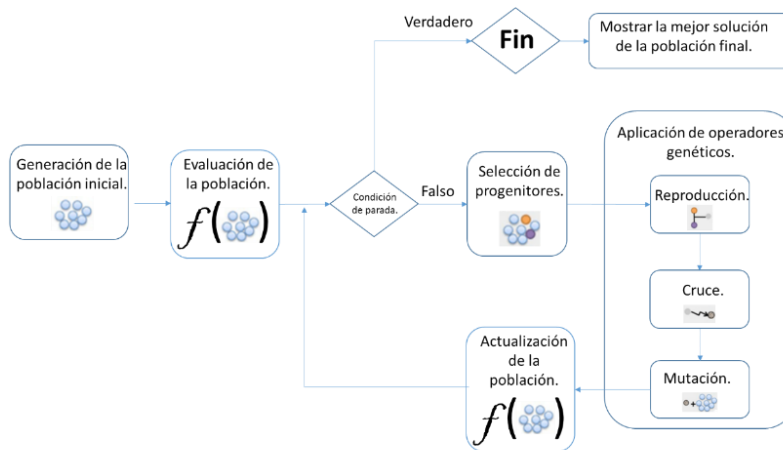 Verdadero
Fin
Mostrar la mejor solución
de la población final.
Generación de la
población inicial.
Evaluación de
la población.
f( )
Condición
de parada.
Falso
Selección de
progenitores.
Aplicación de operadores
genéticos.
Reproducción.
Cruce.
Mutación.
+
Actualización
de la
población.
f( )